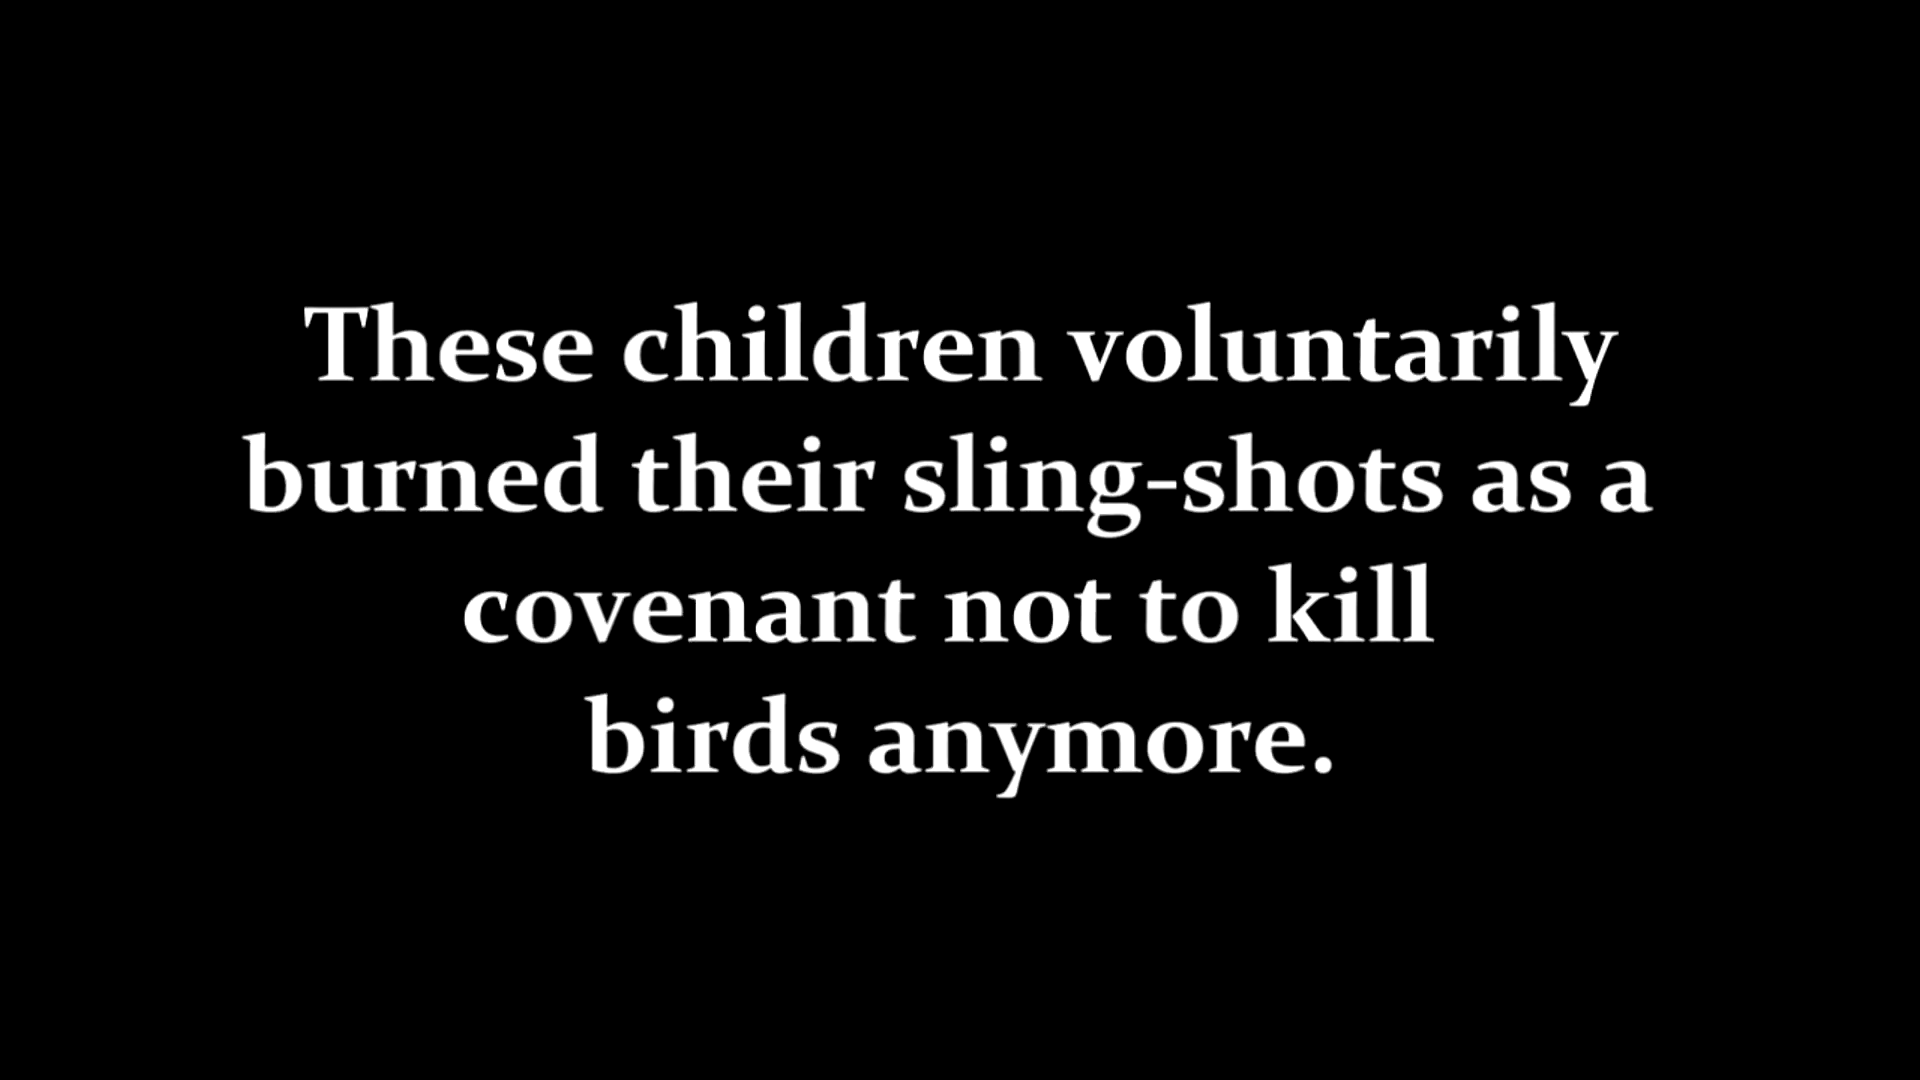 These children voluntarily
burned their sling-shots as a
covenant not to kill
birds anymore.